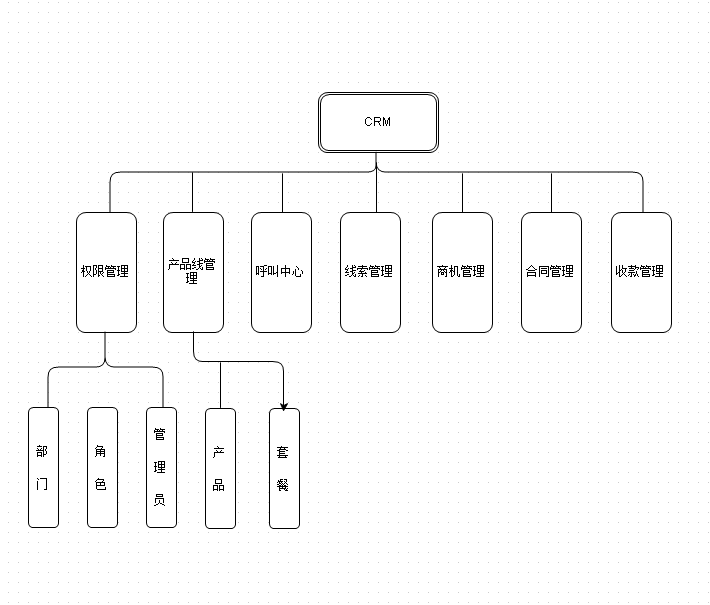 CRM
权限管理
产品线管
理
呼叫中心
线索管理
商机管理
合同管理
收款管理
部
门
角
色
管
理
员
产
品
套
餐